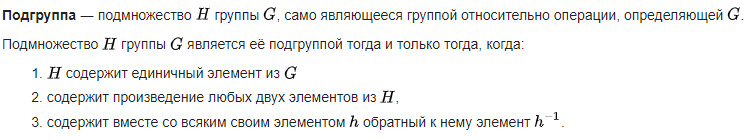 Подгруппа — подмножество H группы G, само являющееся группой относительно операции, определяющей G.
Подмножество H группы G является её подгруппой тогда и только тогда, когда:
1. H содержит единичный элемент из G
2. содержит произведение любых двух элементов из H,
3. содержит вместе со всяким своим элементом h обратный к нему элемент h⁻¹.